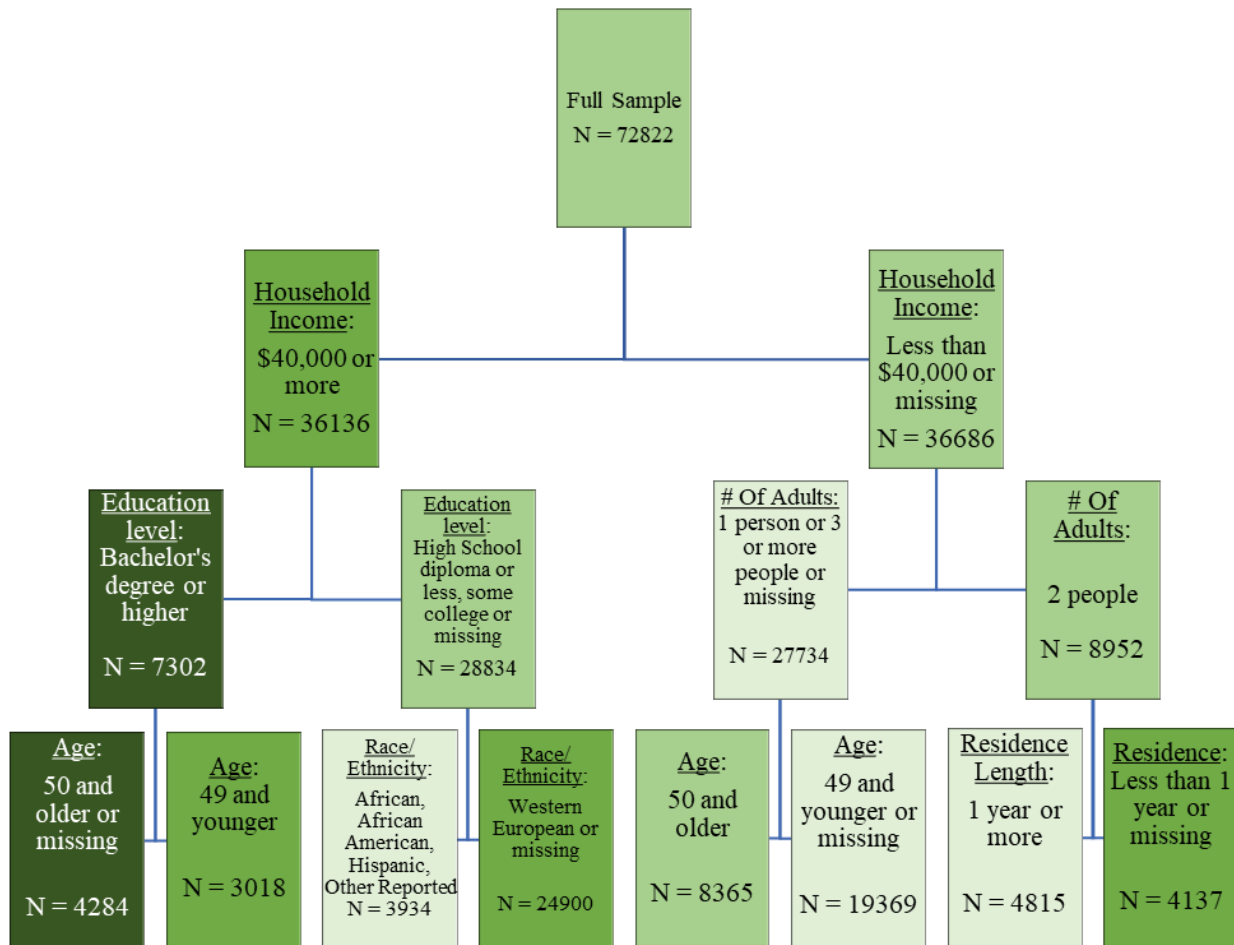 Full Sample
N = 72822
Household
Income:
$40,000 or
more
N = 36136
Household
Income:
Less than
$40,000 or
missing
N = 36686
Education
level:
Bachelor's
degree or
higher
N = 7302
Education
level:
High School
diploma or
less, some
college or
missing
N = 28834
# Of Adults:
1 person or 3
or more
people or
missing
N = 27734
# Of
Adults:
2 people
N = 8952
Age:
50 and
older or
missing
N = 4284
Age:
49 and
younger
N = 3018
Race/
Ethnicity:
African,
African
American,
Hispanic,
Other Reported
N = 3934
Race/
Ethnicity:
Western
European or
missing
N = 24900
Age:
50 and
older
N = 8365
Age:
49 and
younger or
missing
N = 19369
Residence
Length:
1 year or
more
N = 4815
Residence:
Less than 1
year or
missing
N = 4137